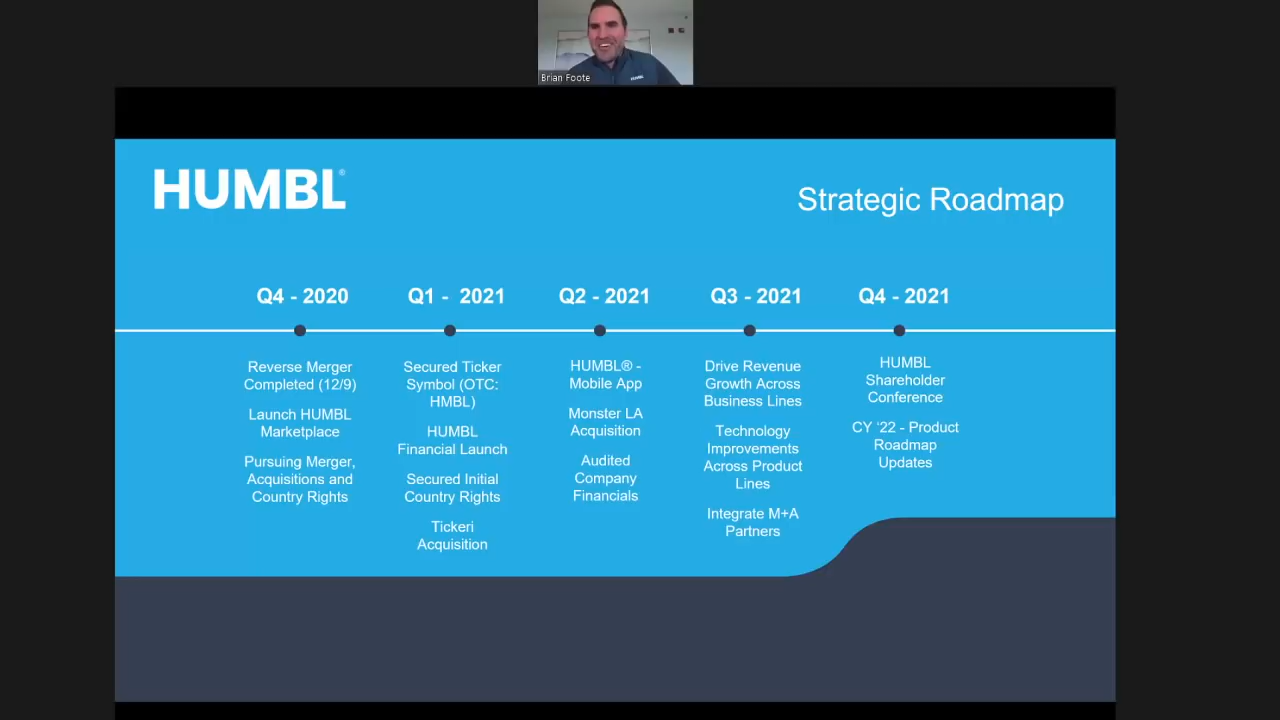 Brian Foote
HUMBL
HUMBL®
Strategic Roadmap
Q4 - 2020
Q1 - 2021
Q2 - 2021
Q3 - 2021
Q4 - 2021
Reverse Merger
Completed (12/9)
Launch HUMBL
Marketplace
Pursuing Merger,
Acquisitions and
Country Rights
Secured Ticker
Symbol (OTC:
HMBL)
HUMBL
Financial Launch
Secured Initial
Country Rights
Tickeri
Acquisition
HUMBL® -
Mobile App
Monster LA
Acquisition
Audited
Company
Financials
Drive Revenue
Growth Across
Business Lines
Technology
Improvements
Across Product
Lines
Integrate M+A
Partners
HUMBL
Shareholder
Conference
CY ‘22 - Product
Roadmap
Updates